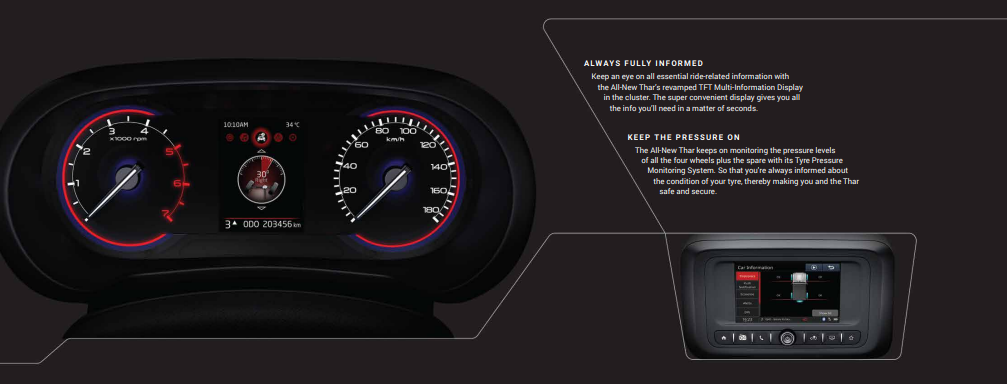 ALWAYS FULLY INFORMED
Keep an eye on all essential ride-related information with
the All-New Thar's revamped TFT Multi-Information Display
in the cluster. The super convenient display gives you all
the info you'll need in a matter of seconds.
KEEP THE PRESSURE ON
The All-New Thar keeps on monitoring the pressure levels
of all the four wheels plus the spare with its Tyre Pressure
Monitoring System. So that you're always informed about
the condition of your tyre, thereby making you and the Thar
safe and secure.
1 2 3 4 5 6 7
x1000 rpm
10:10AM 34°C
30°
Right
3 ODO 203456 km
20 40 60 80 100 120 140 160 180
km/h
Car Information